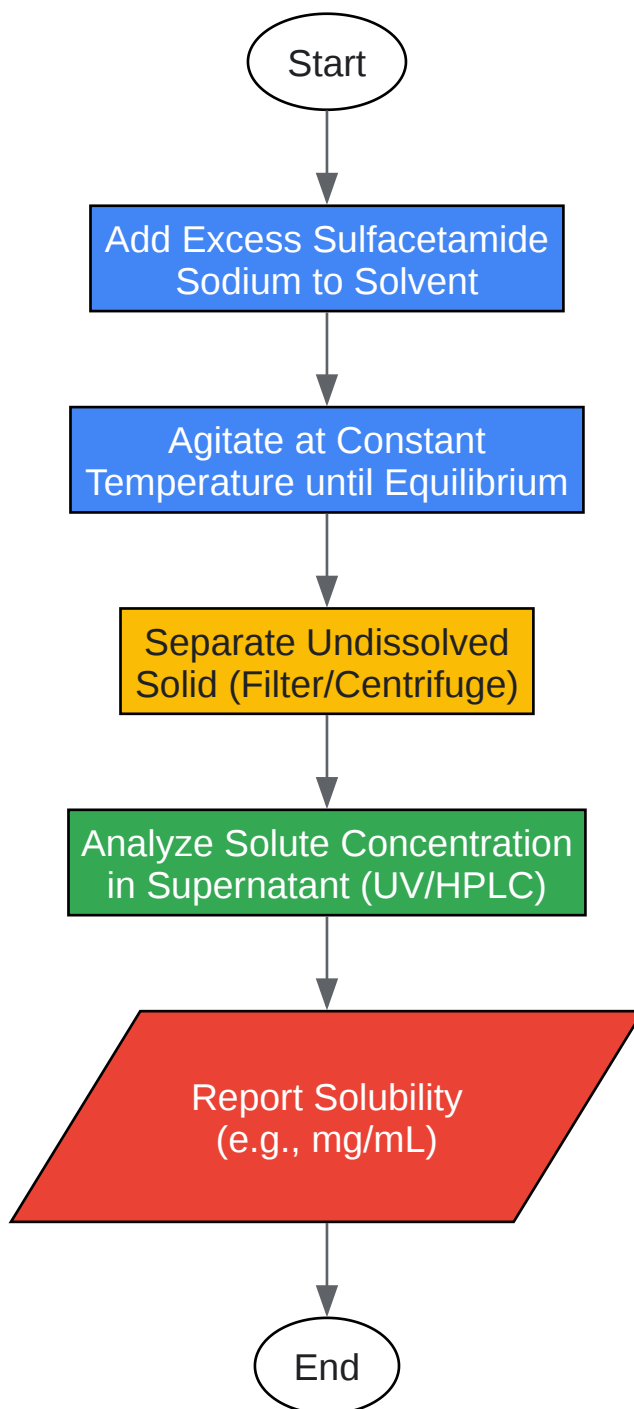 Start
Add Excess Sulfacetamide
Sodium to Solvent
Agitate at Constant
Temperature until Equilibrium
Separate Undissolved
Solid (Filter/Centrifuge)
Analyze Solute Concentration
in Supernatant (UV/HPLC)
Report Solubility
(e.g., mg/mL)
End